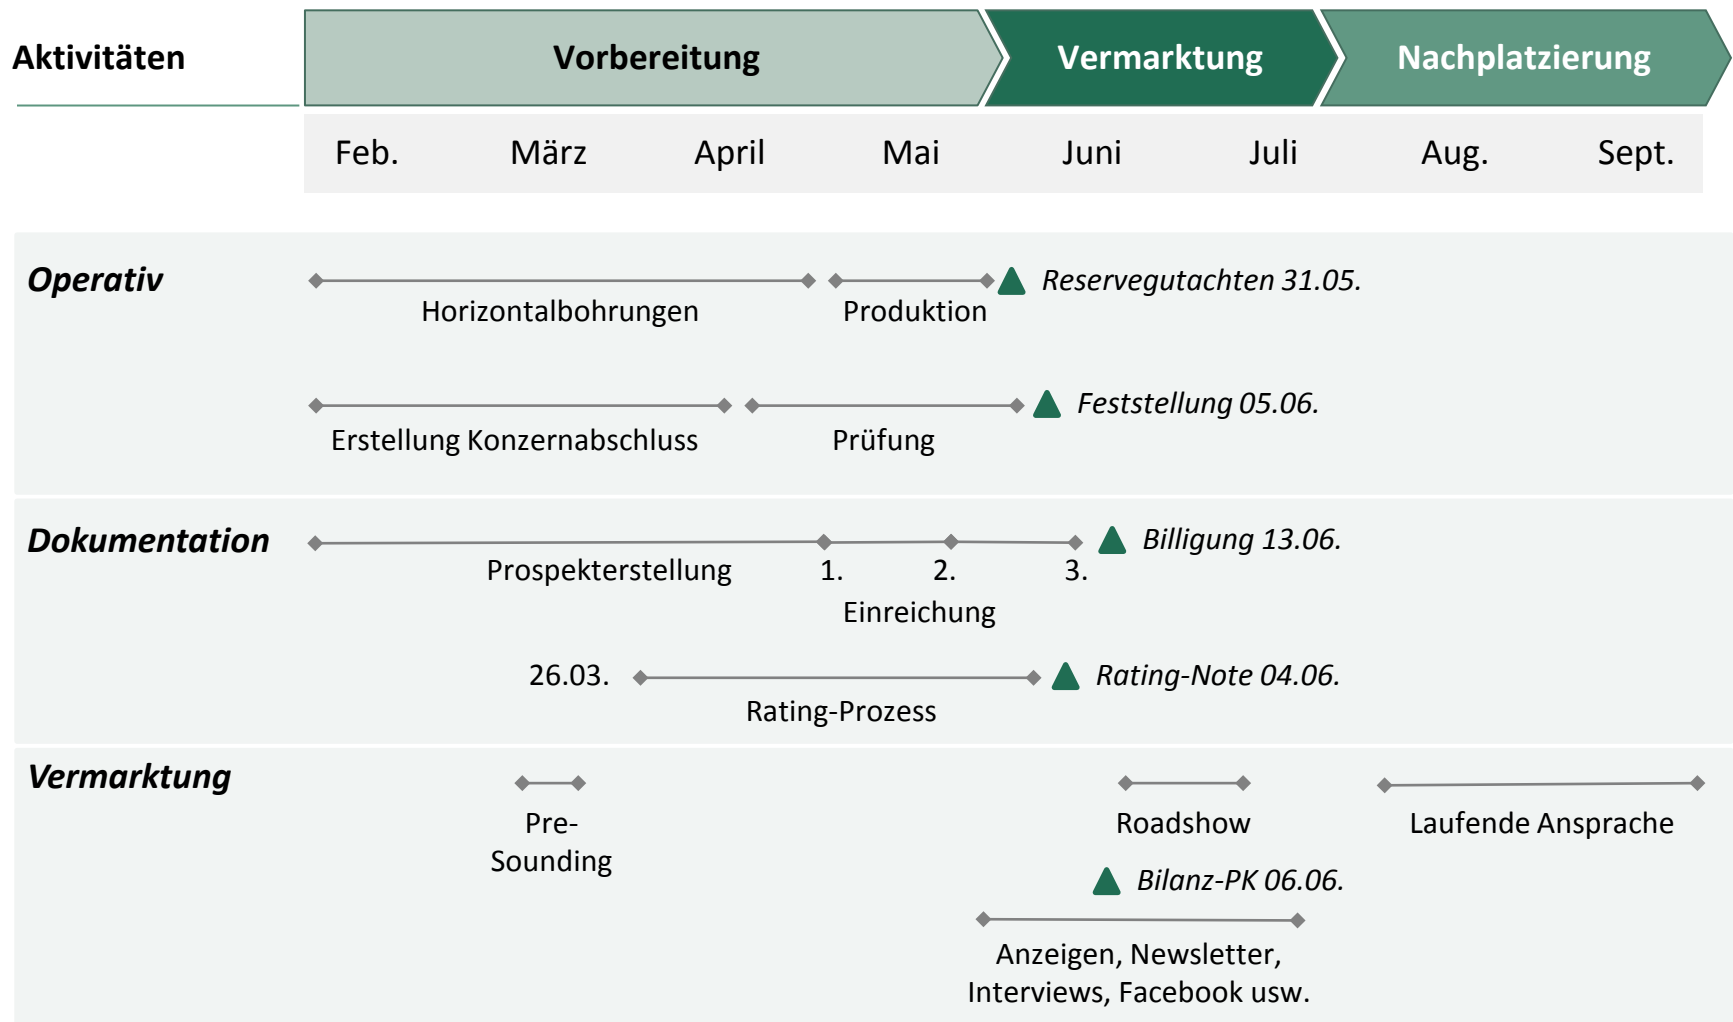 Aktivitäten
Vorbereitung
Vermarktung
Nachplatzierung
Feb. März April Mai Juni Juli Aug. Sept.
Operativ
Reservegutachten 31.05.
Horizontalbohrungen
Produktion
Feststellung 05.06.
Erstellung Konzernabschluss
Prüfung
Dokumentation
Billigung 13.06.
Prospekterstellung
1. 2. 3.
Einreichung
26.03.
Rating-Note 04.06.
Rating-Prozess
Vermarktung
Pre-
Sounding
Roadshow
Laufende Ansprache
Bilanz-PK 06.06.
Anzeigen, Newsletter,
Interviews, Facebook usw.